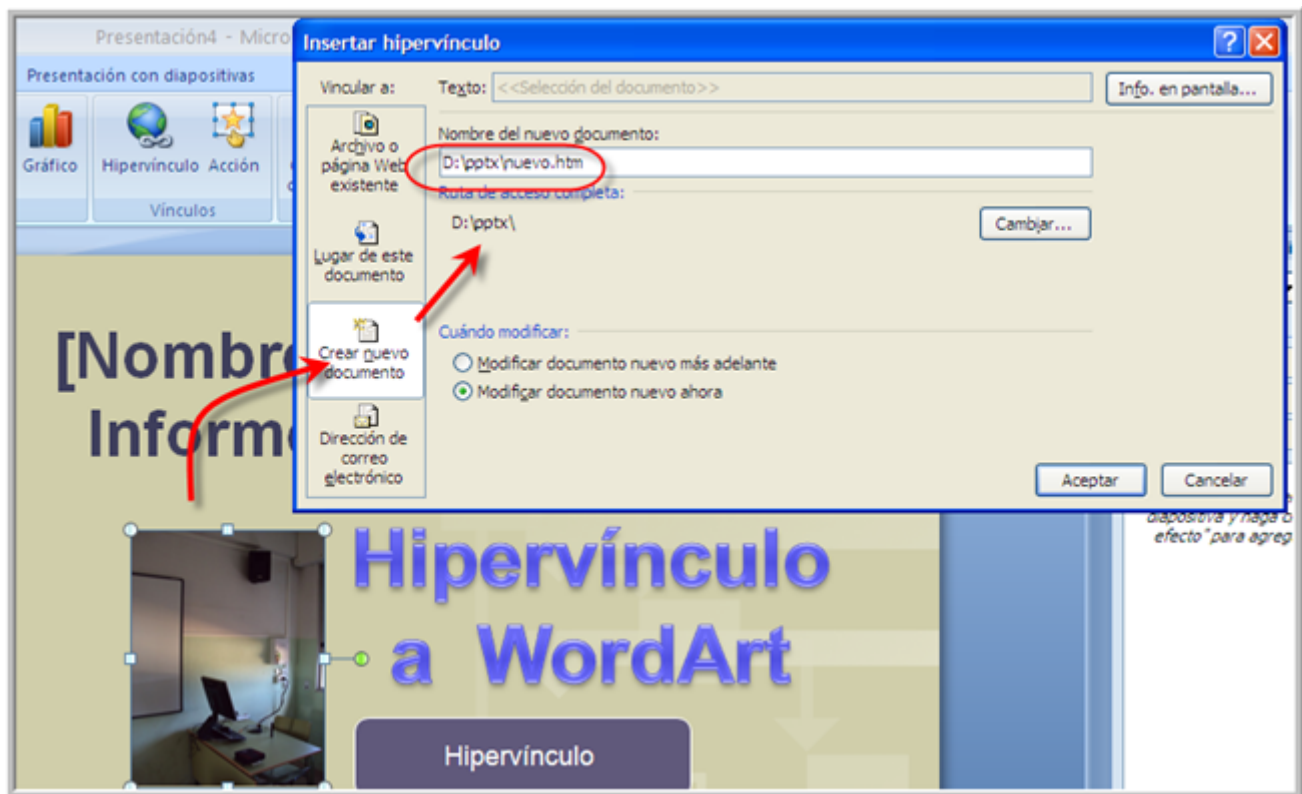 Presentación4 - Micro
Insertar hipervínculo
Presentación con diapositivas
Gráfico
Hipervínculo
Acción
Vínculos
Vincular a:
Texto: <<Selección del documento>>
Info. en pantalla...
Archivo o
página Web
existente
Lugar de este
documento
Crear nuevo
documento
Dirección de
correo
electrónico
Nombre del nuevo documento:
D:\pptx\nuevo.htm
Ruta de acceso completa:
D:\pptx\
Cambiar...
Cuándo modificar:
Modificar documento nuevo más adelante
Modificar documento nuevo ahora
Aceptar
Cancelar
[Nombre
Inform
diapositiva y haga
efecto" para agreg
Hipervínculo
a WordArt
Hipervínculo